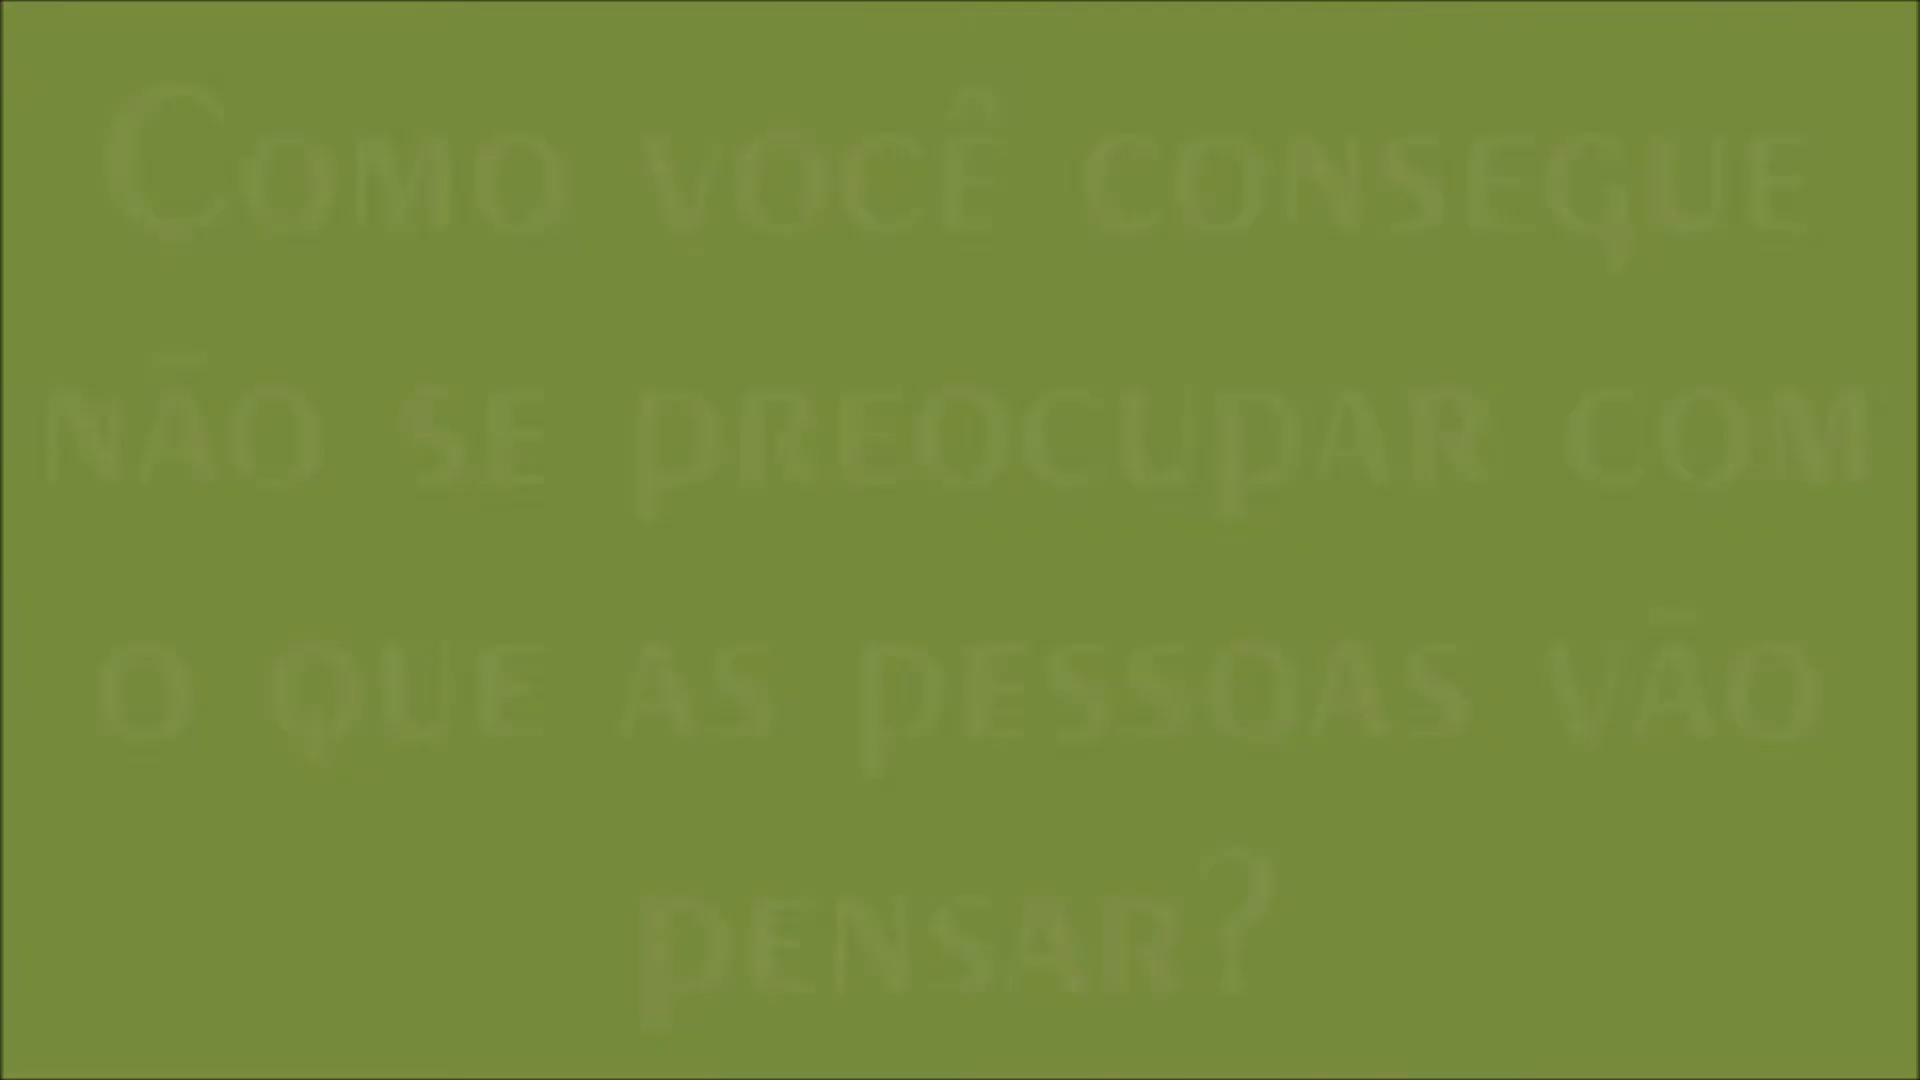 Como você consegue
não se preocupar com
o que as pessoas vão
pensar?